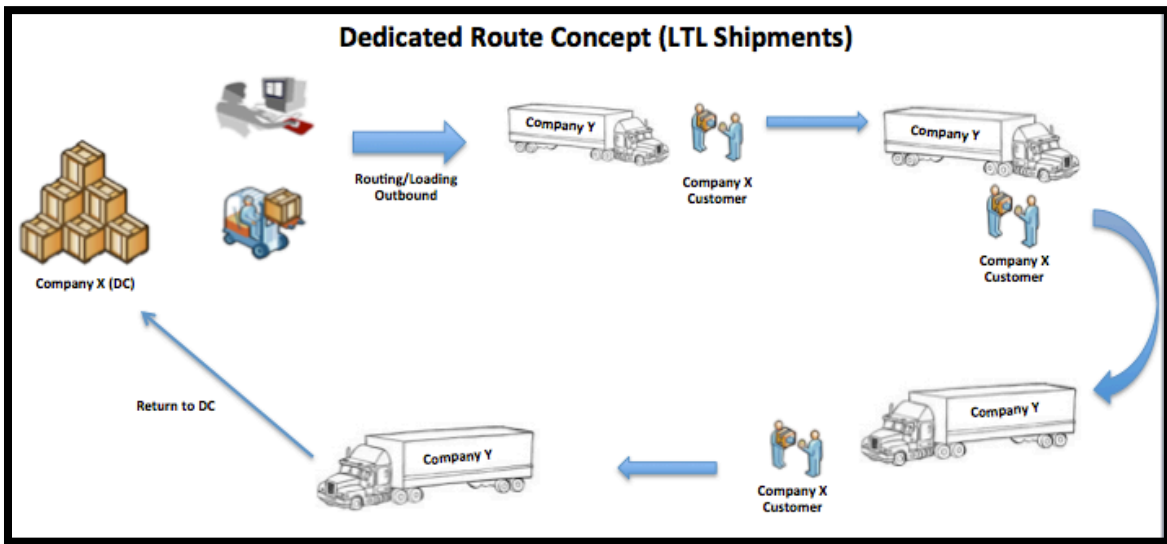 Dedicated Route Concept (LTL Shipments)
Company Y
Company Y
Routing/Loading
Outbound
Company X
Customer
Company X
Customer
Company X (DC)
Return to DC
Company Y
Company Y
Company X
Customer